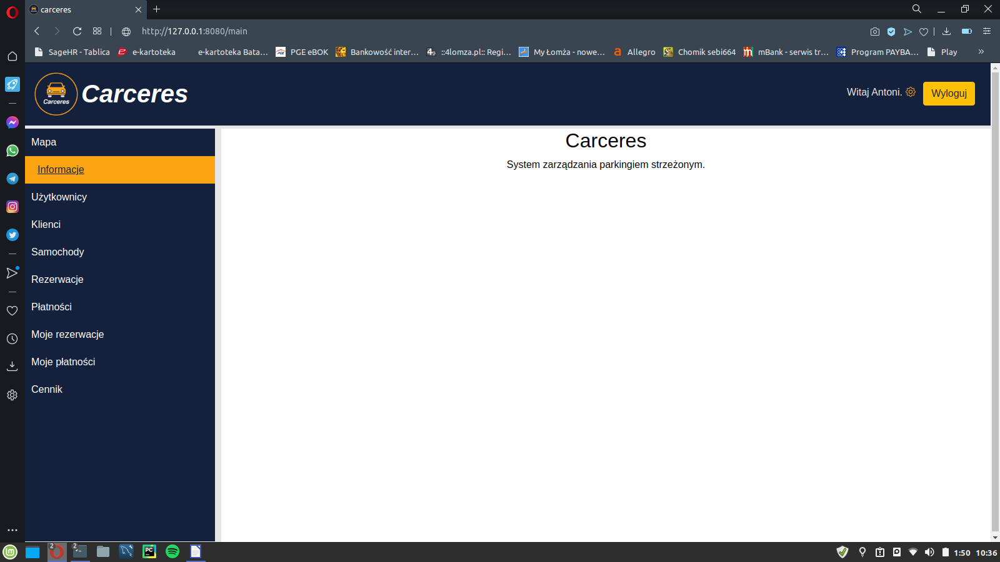 carceres
http://127.0.0.1:8080/main
SageHR - Tablica
e-kartoteka
e-kartoteka Bata...
PGE eBOK
Bankowość inter...
::4lomza.pl:: Regi...
My Łomża - nowe...
Allegro
Chomik sebi664
mBank - serwis tr...
Program PAYBA...
Play
Carceres
Carceres
Witaj Antoni.
Wyloguj
Mapa
Informacje
Użytkownicy
Klienci
Samochody
Rezerwacje
Płatności
Moje rezerwacje
Moje płatności
Cennik
Carceres
System zarządzania parkingiem strzeżonym.
2
2
PC
1:50
10:36